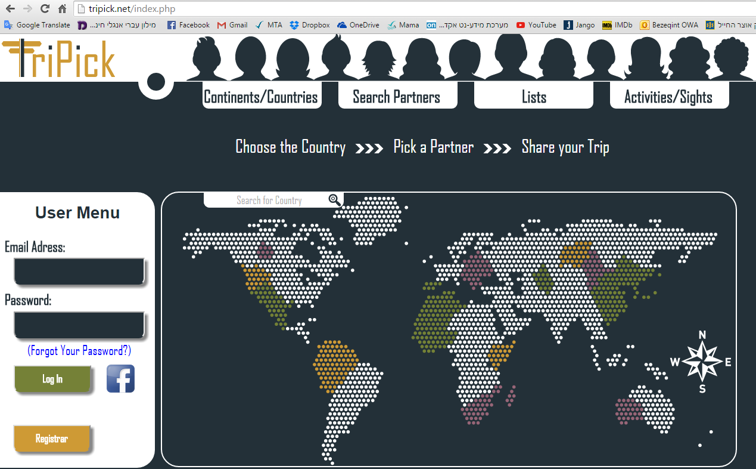 tripick.net/index.php
Google Translate
מילון עברי אנגלי חינ...
Facebook
Gmail
MTA
Dropbox
OneDrive
Mama
on מערכת מידע-נט אקד...
YouTube
Jango
IMDb
Bezeqint OWA
אוצר החייל
TriPick
Continents/Countries
Search Partners
Lists
Activities/Sights
Choose the Country >>> Pick a Partner >>> Share your Trip
User Menu
Search for Country
Email Adress:
Password:
(Forgot Your Password?)
Log In
f
Registrer
N
W E
S